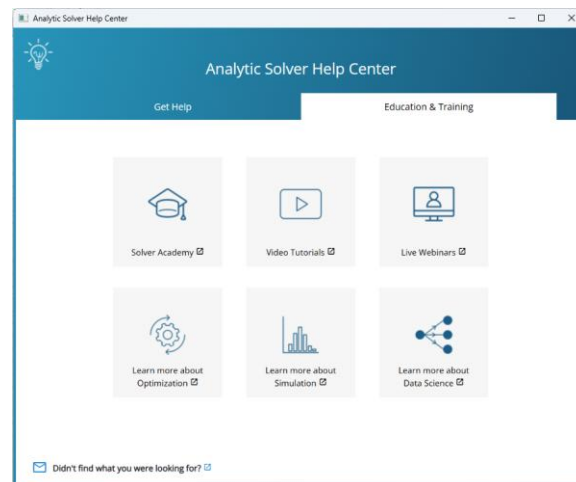 Analytic Solver Help Center
Analytic Solver Help Center
Get Help
Education & Training
Solver Academy
Video Tutorials
Live Webinars
Learn more about
Optimization
Learn more about
Simulation
Learn more about
Data Science
Didn't find what you were looking for?